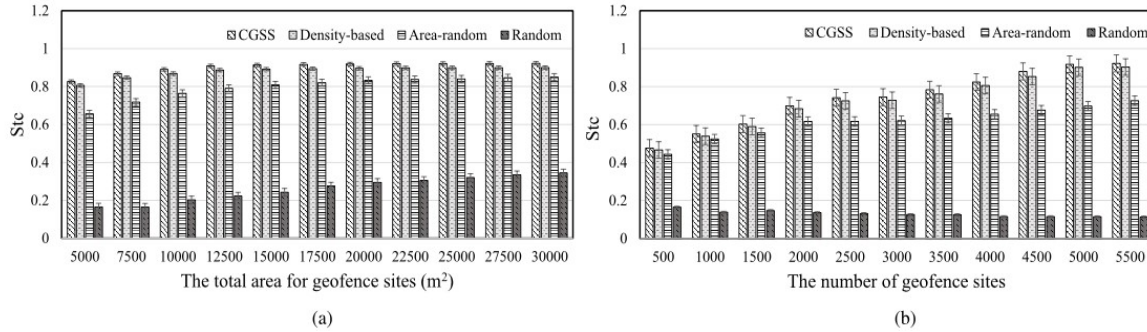 1.2
CGSS Density-based Area-random Random
1
0.8
0.6
0.4
0.2
0
Stc
5000 7500 10000 12500 15000 17500 20000 22500 25000 27500 30000
The total area for geofence sites (m²)
(a)
1.2
CGSS Density-based Area-random Random
1
0.8
0.6
0.4
0.2
0
Stc
500 1000 1500 2000 2500 3000 3500 4000 4500 5000 5500
The number of geofence sites
(b)